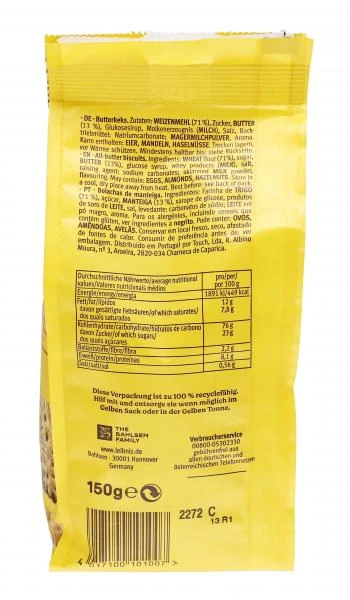 - DE - Butterkeks. Zutaten: WEIZENMEHL (71 %), Zucker, BUTTER
(13 %), Glukosesirup, Molkenerzeugnis (MILCH), Salz, Back-
triebmittel: Natriumcarbonate; MAGERMILCHPULVER, Aroma.
Kann enthalten: EIER, MANDELN, HASELNÜSSE. Trocken lagern,
vor Wärme schützen. Mindestens haltbar bis: siehe Rückseite.
- EN - All-butter biscuits. Ingredients: WHEAT flour (71 %), sugar,
BUTTER (13%), glucose syrup, whey products (MILK), salt,
raising agent: sodium carbonates; skimmed MILK powder,
flavouring. May contain: EGGS, ALMONDS, HAZELNUTS. Store in
a cool, dry place away from heat. Best before: see back of pack.
- PT - Bolachas de manteiga. Ingredientes: Farinha de TRIGO
(71 %), açúcar, MANTEIGA (13 %), xarope de glicose, produtos
de soro de LEITE, sal, levedante: carbonatos de sódio; LEITE em
pó magro, aroma. Para os alergénios, incluindo cereais que
contêm glúten, ver ingredientes a negrito. Pode conter: OVOS,
AMÊNDOAS, AVELÃS. Conservar em local fresco, seco, afastado
de fontes de calor. Consumir de preferência antes de: ver
embalagem. Distribuído em Portugal por Touch, Lda, R. Albino
Moura, nº 3, Aroeira, 2820-034 Charneca de Caparica.
Durchschnittliche Nährwerte/average nutritional values/Valores nutricionais médios pro/per/por 100 g
Energie/energy/energia 1891 kJ/449 kcal
Fett/fat/lípidos 12 g
davon gesättigte Fettsäuren/of which saturates/ 7,8 g
dos quais saturados
Kohlenhydrate/carbohydrate/hidratos de carbono 76 g
davon Zucker/of which sugars/ 23 g
dos quais açúcares
Ballaststoffe/fibre/fibra 2,2 g
Eiweiß/protein/proteínas 8,1 g
Salz/salt/sal 0,56 g
Diese Verpackung ist zu 100 % recyclefähig.
Hilf mit und entsorge sie wenn möglich im
Gelben Sack oder in der Gelben Tonne.
THE
BAHLSEN
FAMILY
www.leibniz.de
Bahlsen - 30001 Hannover
Germany
Verbraucherservice
00800-05302330
gebührenfrei aus
allen deutschen und
österreichischen Telefonnetzen
150g e
2272 C
13 R1
4 017100 101007 >